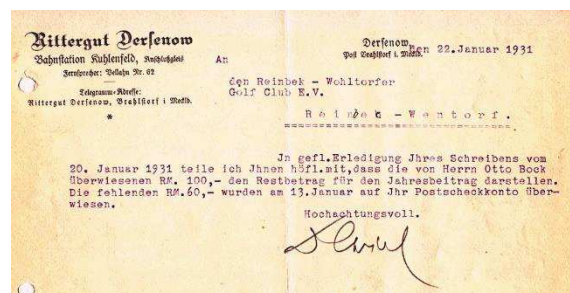 Rittergut Dersenow
Bahnstation Kuhlenfeld, Anschlußgleis
Fernsprecher: Vellahn Nr. 62
Telegramm-Adresse:
Rittergut Dersenow, Brahlstorf i. Mecklb.
*
Dersenow, den 22.Januar 1931
Post Brahlstorf i. Mecklb.
An
den Reinbek - Wohltorfer
Golf Club E.V.
Reinbek - Wentorf.
In gefl.Erledigung Jhres Schreibens vom
20. Januar 1931 teile ich Jhnen höfl.mit,dass die von Herrn Otto Bock
überwiesenen RM. 100,- den Restbetrag für den Jahresbeitrag darstellen.
Die fehlenden RM.60,- wurden am 13.Januar auf Jhr Postscheckkonto über-
wiesen.
Hochachtungsvoll.